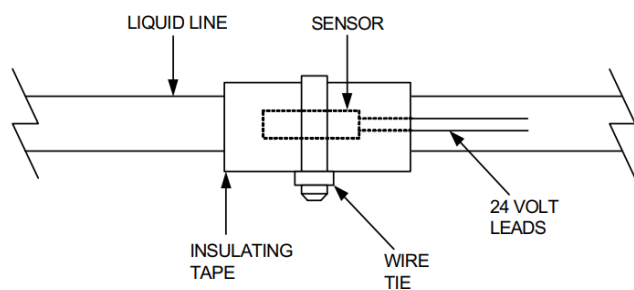 LIQUID LINE
SENSOR
24 VOLT
LEADS
INSULATING
TAPE
WIRE
TIE